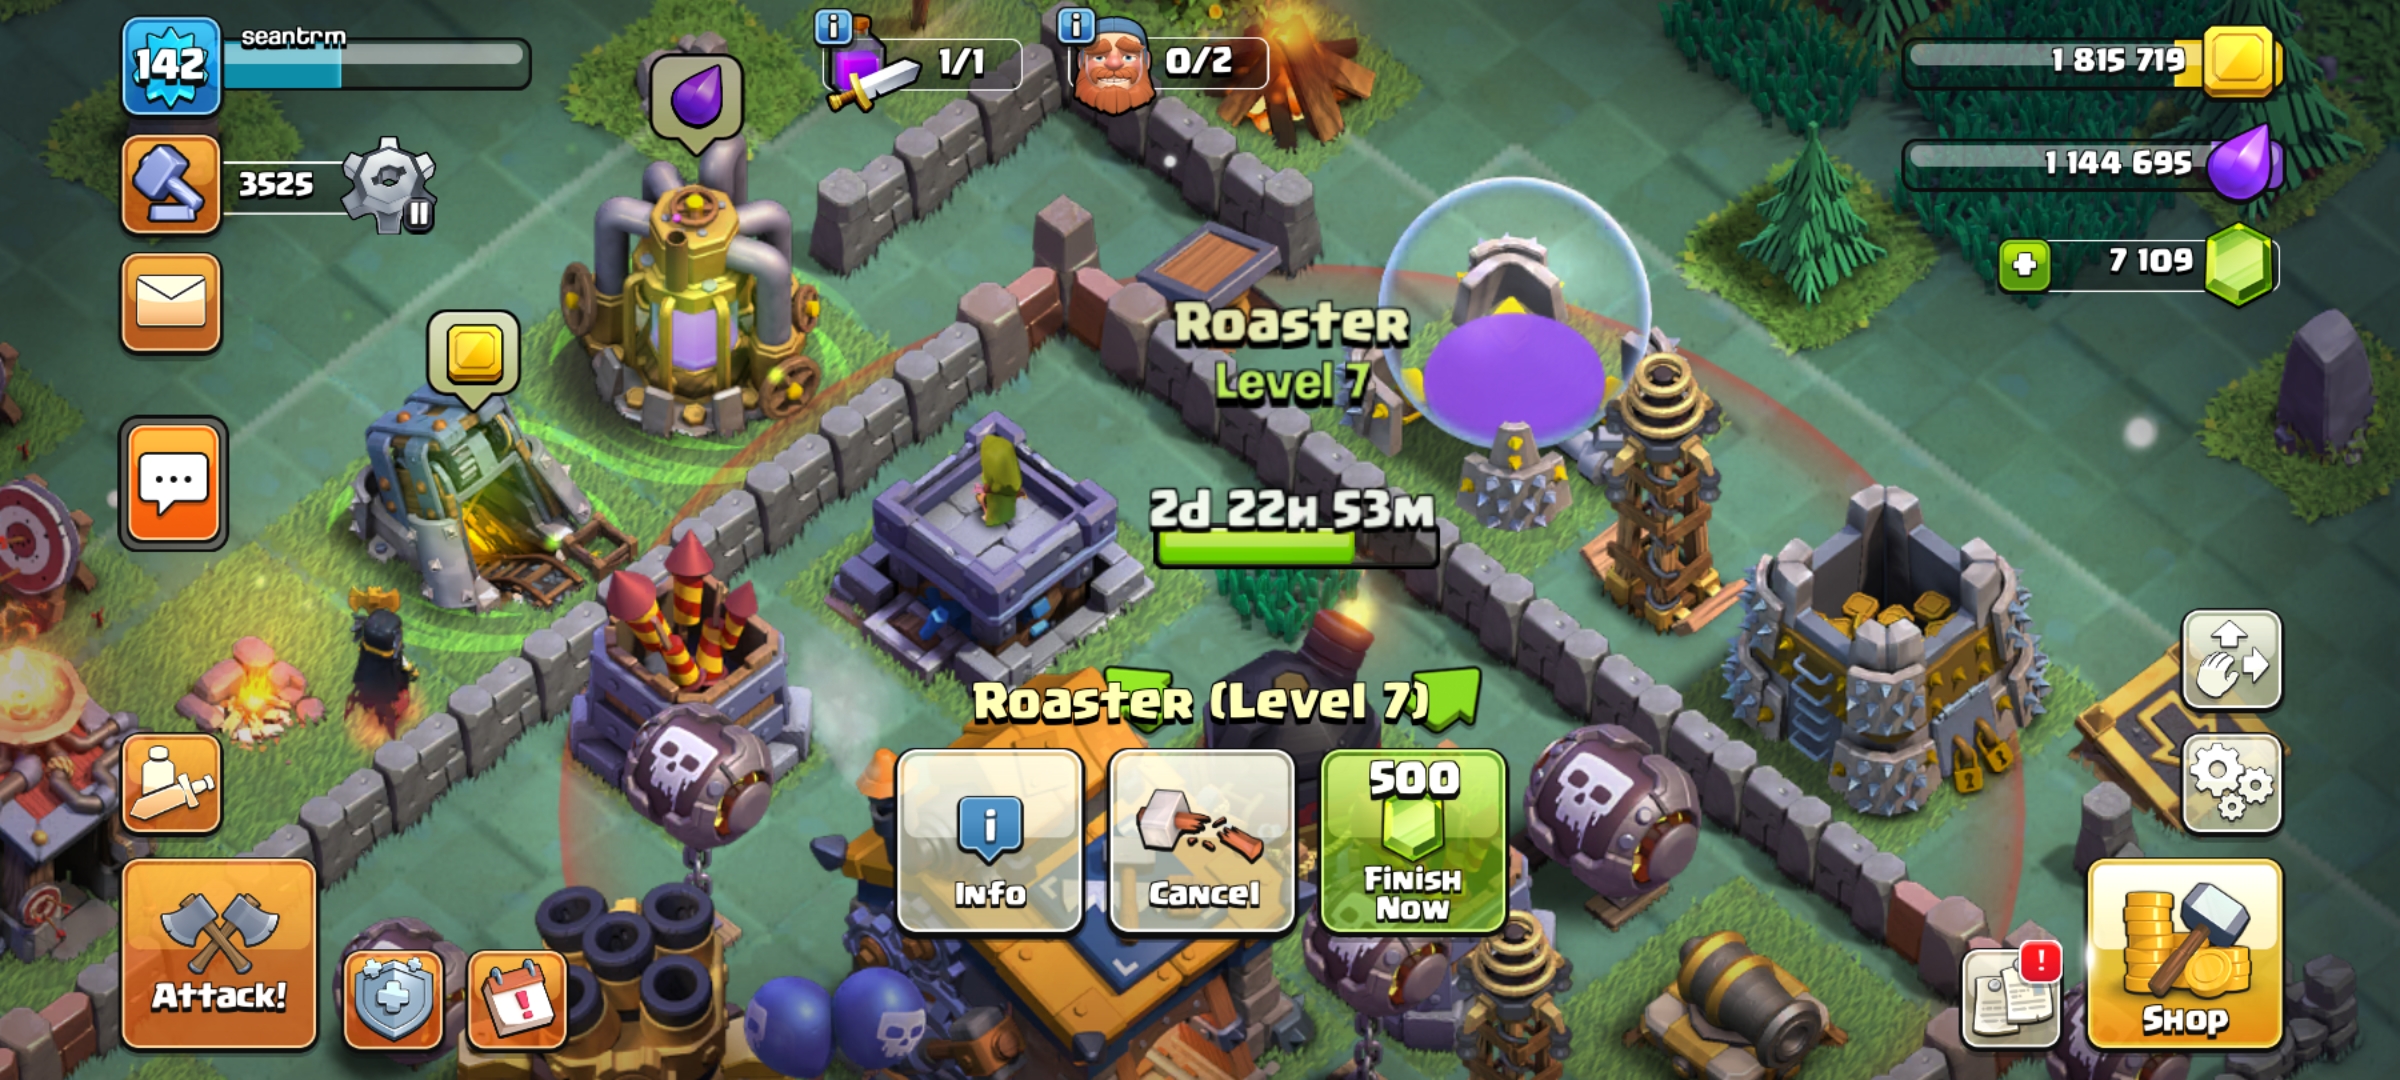 142
seantrm
1/1
0/2
1 815 719
3525
1 144 695
7 109
Roaster
Level 7
2d 22H 53M
Roaster (Level 7)
500
Info
Cancel
Finish
Now
Attack!
Shop